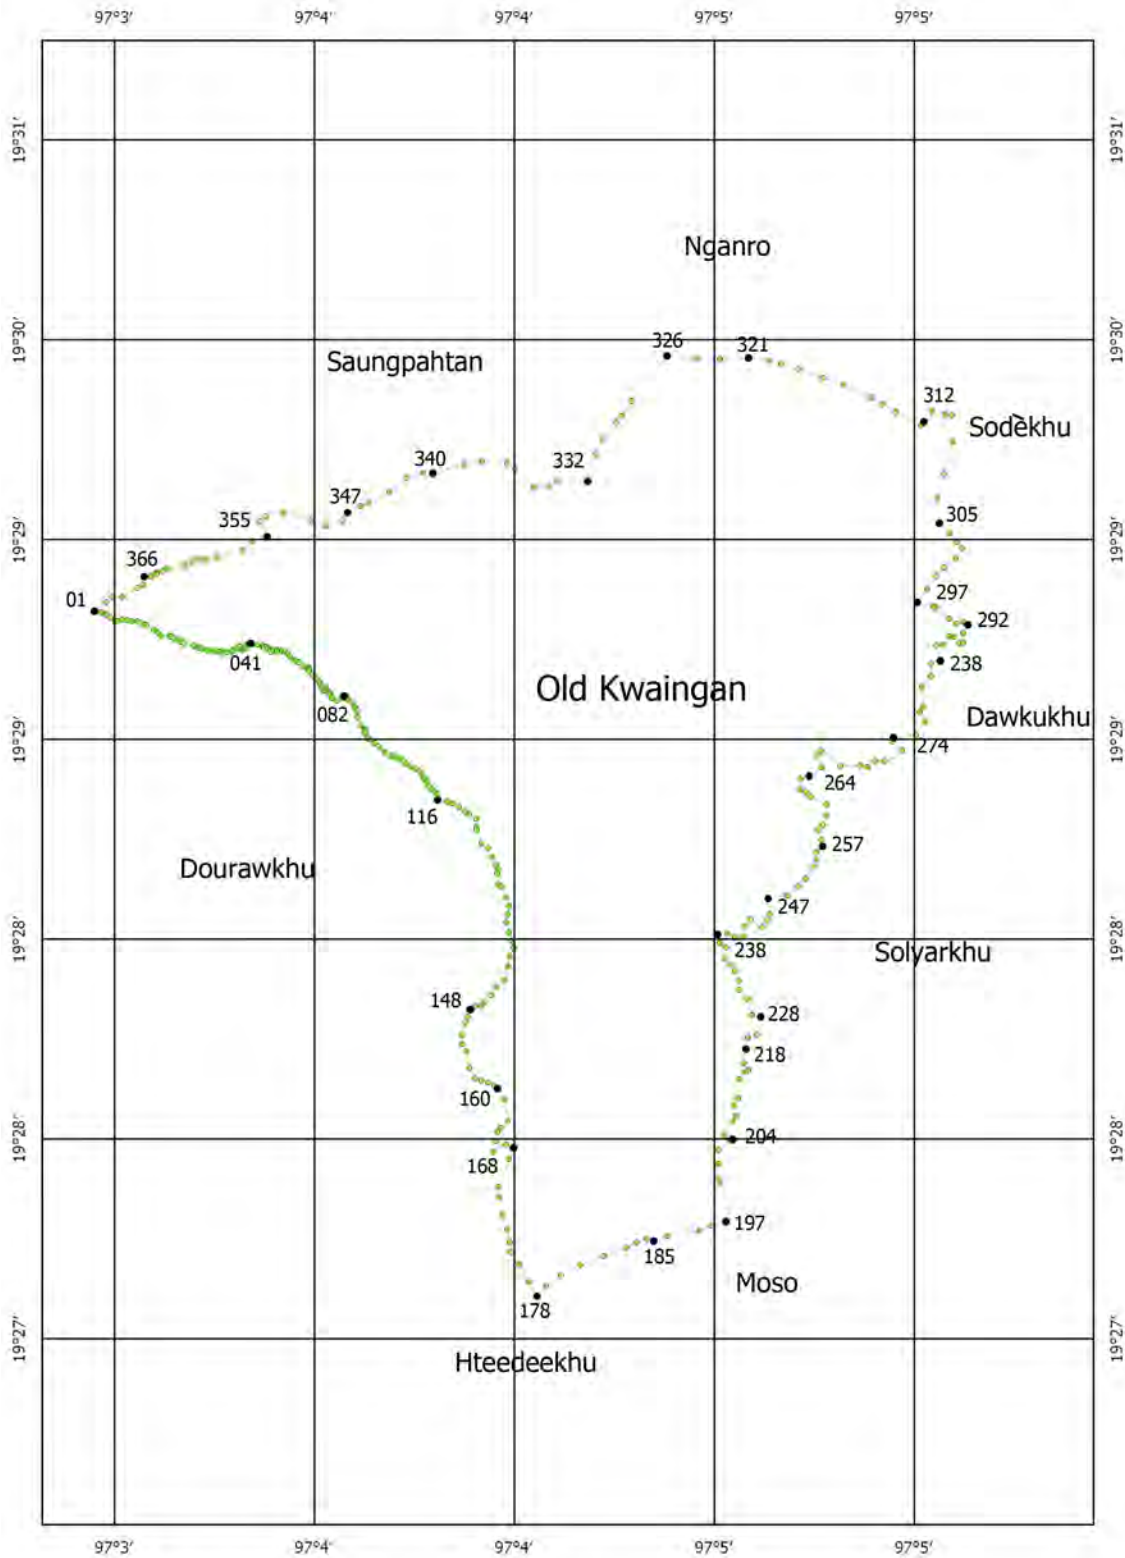 97°3' 97°4' 97°4' 97°5' 97°5'
19°31' 19°31'
Nganro
19°30' 19°30'
326 321
Saungpahtan
312
Sodèkhu
340 332
347
355 305
19°29' 19°29'
366
01 297
292
041 238
Old Kwaingan
082 Dawkukhu
19°29' 274 19°29'
264
116
257
Dourawkhu
247
19°28' 238 19°28'
Solyarkhu
148
228
218
160
19°28' 204 19°28'
168
197
185
Moso
178
19°27' 19°27'
Hteedeekhu
97°3' 97°4' 97°4' 97°5' 97°5'